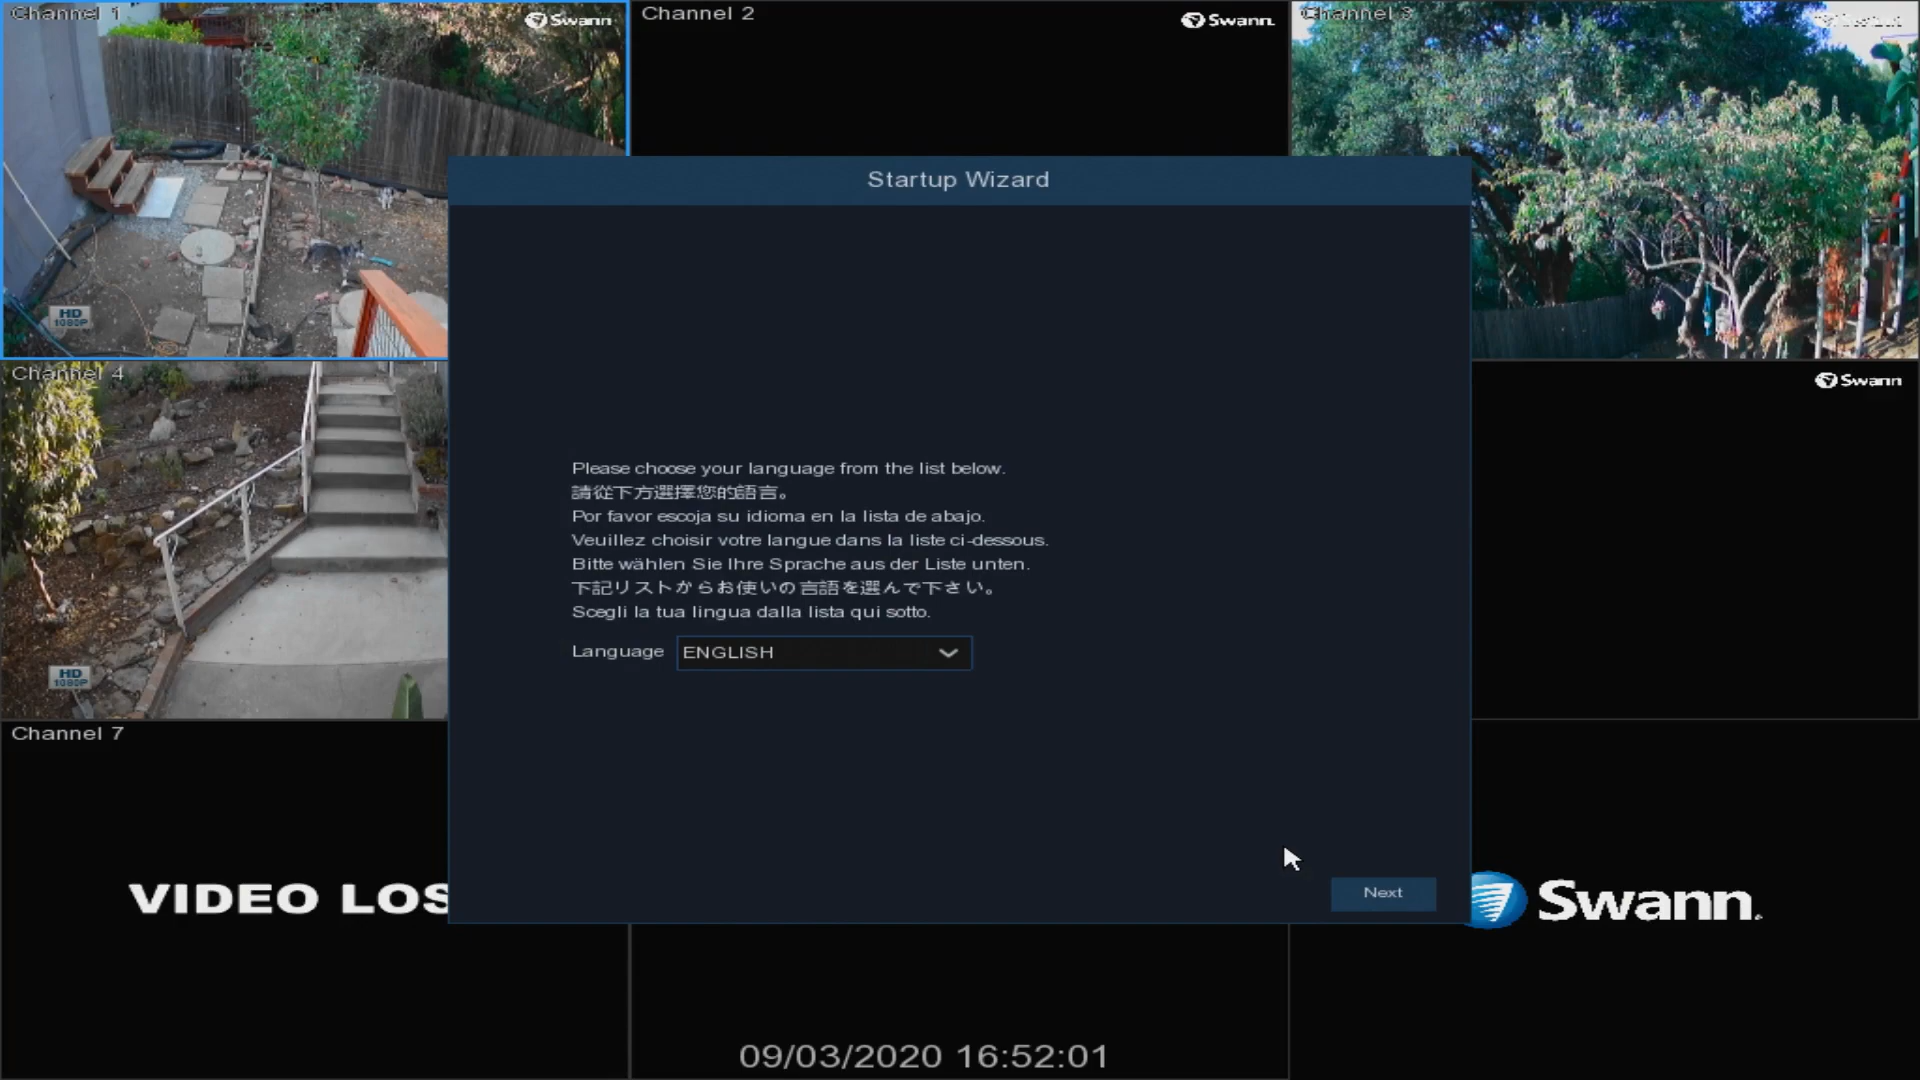 Channel 1
Swann
Channel 2
Swann.
Channel 3
Startup Wizard
HD
1080P
Channel 4
Swann
Please choose your language from the list below.
請從下方選擇您的語言。
Por favor escoja su idioma en la lista de abajo.
Veuillez choisir votre langue dans la liste ci-dessous.
Bitte wählen Sie Ihre Sprache aus der Liste unten.
下記リストからお使いの言語を選んで下さい。
Scegli la tua lingua dalla lista qui sotto.
Language ENGLISH
HD
1080P
Channel 7
VIDEO LOS
Next
Swann.
09/03/2020 16:52:01